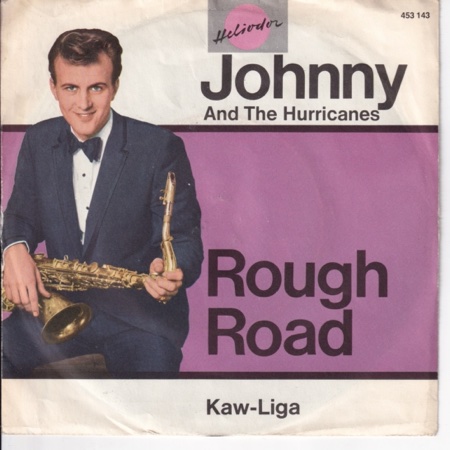 453 143
Heliodor
Johnny
And The Hurricanes
Rough
Road
Kaw-Liga